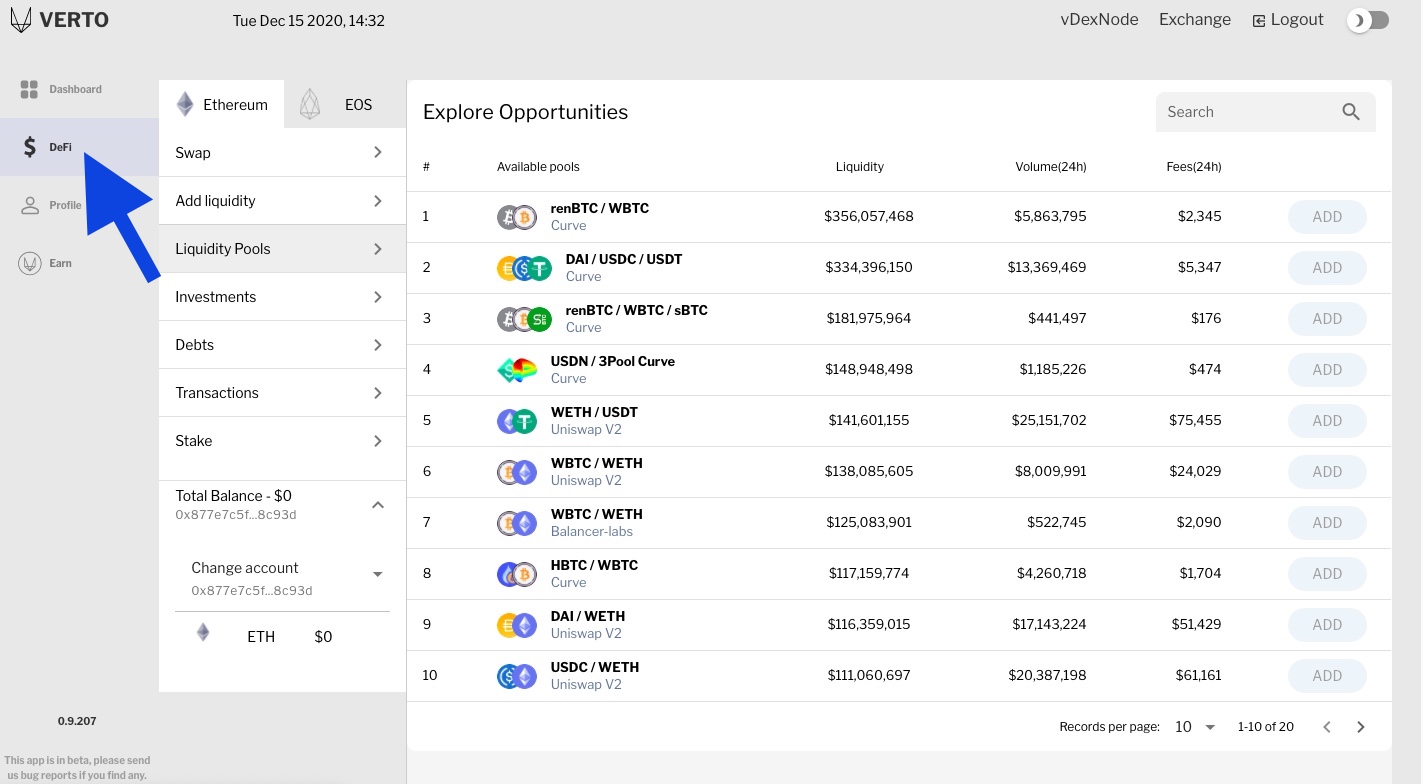 VERTO
Tue Dec 15 2020, 14:32
vDexNode Exchange Logout
Dashboard
DeFi
Profile
Earn
Ethereum EOS
Swap
Add liquidity
Liquidity Pools
Investments
Debts
Transactions
Stake
Total Balance - $0
0x877e7c5f...8c93d
Change account
0x877e7c5f...8c93d
ETH $0
0.9.207
This app is in beta, please send
us bug reports if you find any.
Explore Opportunities
Search
# Available pools Liquidity Volume(24h) Fees(24h)
1 renBTC / WBTC $356,057,468 $5,863,795 $2,345 ADD
Curve
2 DAI / USDC / USDT $334,396,150 $13,369,469 $5,347 ADD
Curve
3 renBTC / WBTC / sBTC $181,975,964 $441,497 $176 ADD
Curve
4 USDN / 3Pool Curve $148,948,498 $1,185,226 $474 ADD
Curve
5 WETH / USDT $141,601,155 $25,151,702 $75,455 ADD
Uniswap V2
6 WBTC / WETH $138,085,605 $8,009,991 $24,029 ADD
Uniswap V2
7 WBTC / WETH $125,083,901 $522,745 $2,090 ADD
Balancer-labs
8 HBTC / WBTC $117,159,774 $4,260,718 $1,704 ADD
Curve
9 DAI / WETH $116,359,015 $17,143,224 $51,429 ADD
Uniswap V2
10 USDC / WETH $111,060,697 $20,387,198 $61,161 ADD
Uniswap V2
Records per page: 10 1-10 of 20